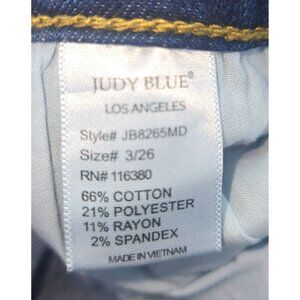 JUDY BLUE®
LOS ANGELES
Style# JB8265MD
Size# 3/26
RN# 116380
66% COTTON
21% POLYESTER
11% RAYON
2% SPANDEX
MADE IN VIETNAM